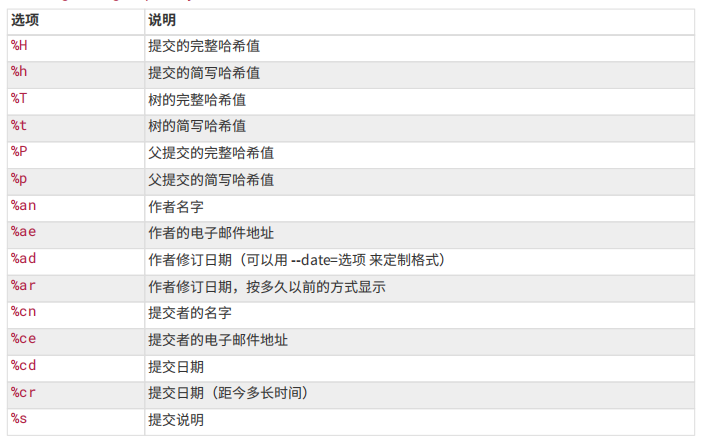 选项 说明
%H 提交的完整哈希值
%h 提交的简写哈希值
%T 树的完整哈希值
%t 树的简写哈希值
%P 父提交的完整哈希值
%p 父提交的简写哈希值
%an 作者名字
%ae 作者的电子邮件地址
%ad 作者修订日期（可以用 --date=选项 来定制格式）
%ar 作者修订日期，按多久以前的方式显示
%cn 提交者的名字
%ce 提交者的电子邮件地址
%cd 提交日期
%cr 提交日期（距今多长时间）
%s 提交说明